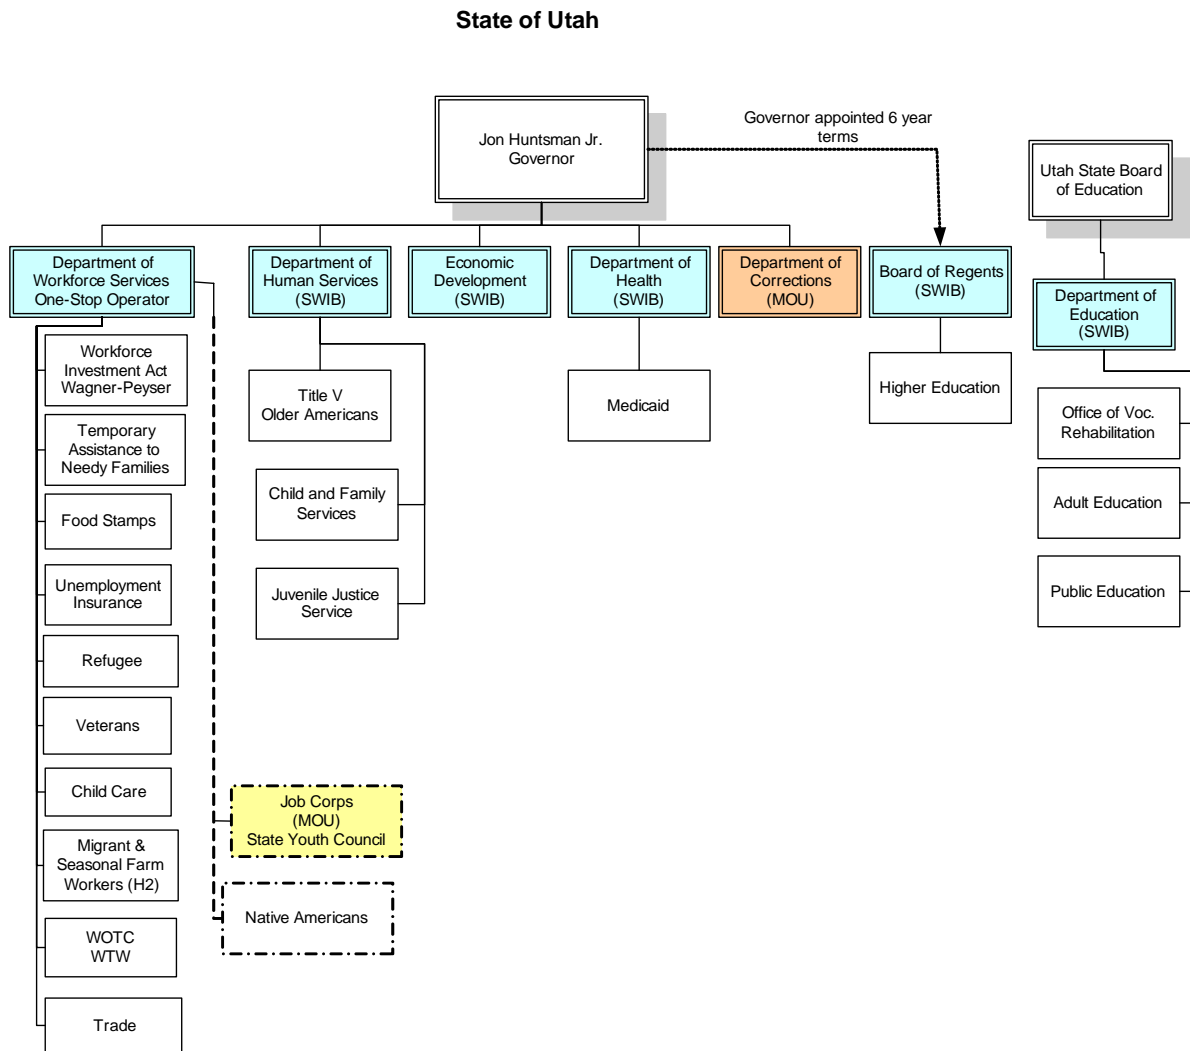 State of Utah
Jon Huntsman Jr.
Governor
Governor appointed 6 year
terms
Utah State Board
of Education
Department of
Workforce Services
One-Stop Operator
Department of
Human Services
(SWIB)
Economic
Development
(SWIB)
Department of
Health
(SWIB)
Department of
Corrections
(MOU)
Board of Regents
(SWIB)
Department of
Education
(SWIB)
Workforce
Investment Act
Wagner-Peyser
Temporary
Assistance to
Needy Families
Food Stamps
Unemployment
Insurance
Refugee
Veterans
Child Care
Migrant &
Seasonal Farm
Workers (H2)
WOTC
WTW
Trade
Title V
Older Americans
Child and Family
Services
Juvenile Justice
Service
Job Corps
(MOU)
State Youth Council
Native Americans
Medicaid
Higher Education
Office of Voc.
Rehabilitation
Adult Education
Public Education